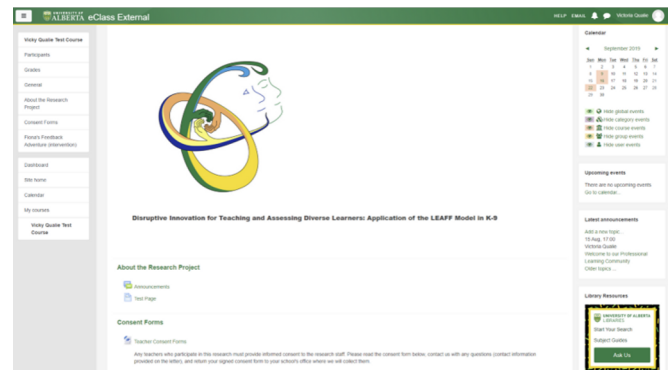 UNIVERSITY OF
ALBERTA eClass External
HELP EMAIL Victoria Quaile
Vicky Quaile Test Course
Participants
Grades
General
About the Research
Project
Consent Forms
Fiona's Feedback
Adventure (intervention)
Dashboard
Site home
Calendar
My courses
Vicky Quaile Test
Course
Disruptive Innovation for Teaching and Assessing Diverse Learners: Application of the LEAFF Model in K-9
About the Research Project
Announcements
Test Page
Consent Forms
Teacher Consent Forms
Any teachers who participate in this research must provide informed consent to the research staff. Please read the consent form below, contact us with any questions (contact information
provided on the letter), and return your signed consent form to your school's office where we will collect them.
Calendar
◄ September 2019 ►
Sun Mon Tue Wed Thu Fri Sat
1 2 3 4 5 6 7
8 9 10 11 12 13 14
15 16 17 18 19 20 21
22 23 24 25 26 27 28
29 30
Hide global events
Hide category events
Hide course events
Hide group events
Hide user events
Upcoming events
There are no upcoming events
Go to calendar...
Latest announcements
Add a new topic...
15 Aug, 17:00
Victoria Quaile
Welcome to our Professional
Learning Community
Older topics ...
Library Resources
UNIVERSITY OF ALBERTA
LIBRARIES
Start Your Search
Subject Guides
Ask Us